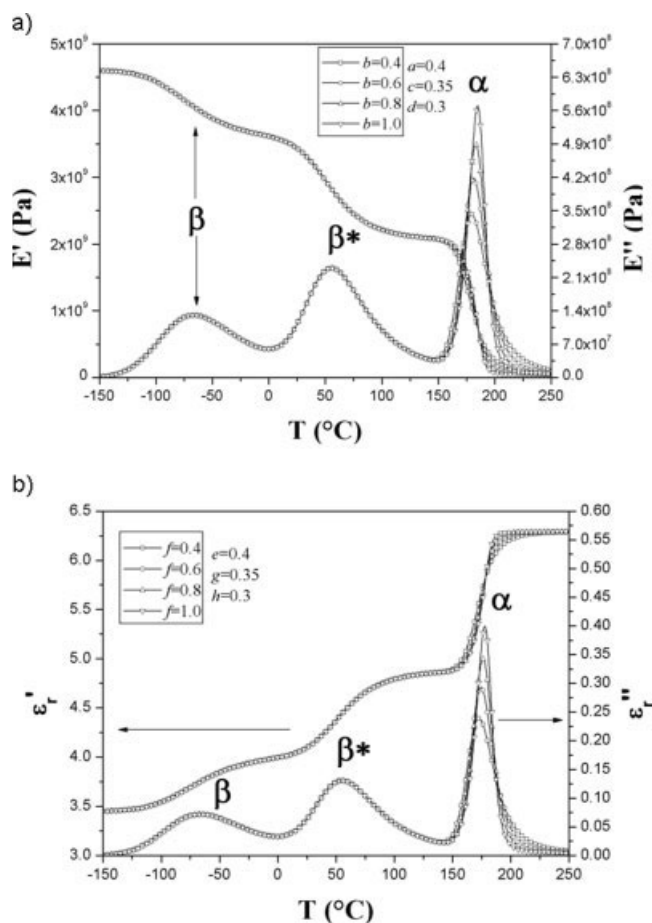 a)
5x10⁹
4x10⁹
3x10⁹
2x10⁹
1x10⁹
0
E' (Pa)
b=0.4 a=0.4
b=0.6 c=0.35
b=0.8 d=0.3
b=1.0
α
β
β*
7.0x10⁸
6.3x10⁸
5.6x10⁸
4.9x10⁸
4.2x10⁸
3.5x10⁸
2.8x10⁸
2.1x10⁸
1.4x10⁸
7.0x10⁷
0.0
E'' (Pa)
-150 -100 -50 0 50 100 150 200 250
T (°C)
b)
6.5
6.0
5.5
5.0
4.5
4.0
3.5
3.0
εr'
f=0.4 e=0.4
f=0.6 g=0.35
f=0.8 h=0.3
f=1.0
α
β*
β
0.60
0.55
0.50
0.45
0.40
0.35
0.30
0.25
0.20
0.15
0.10
0.05
0.00
εr''
-150 -100 -50 0 50 100 150 200 250
T (°C)